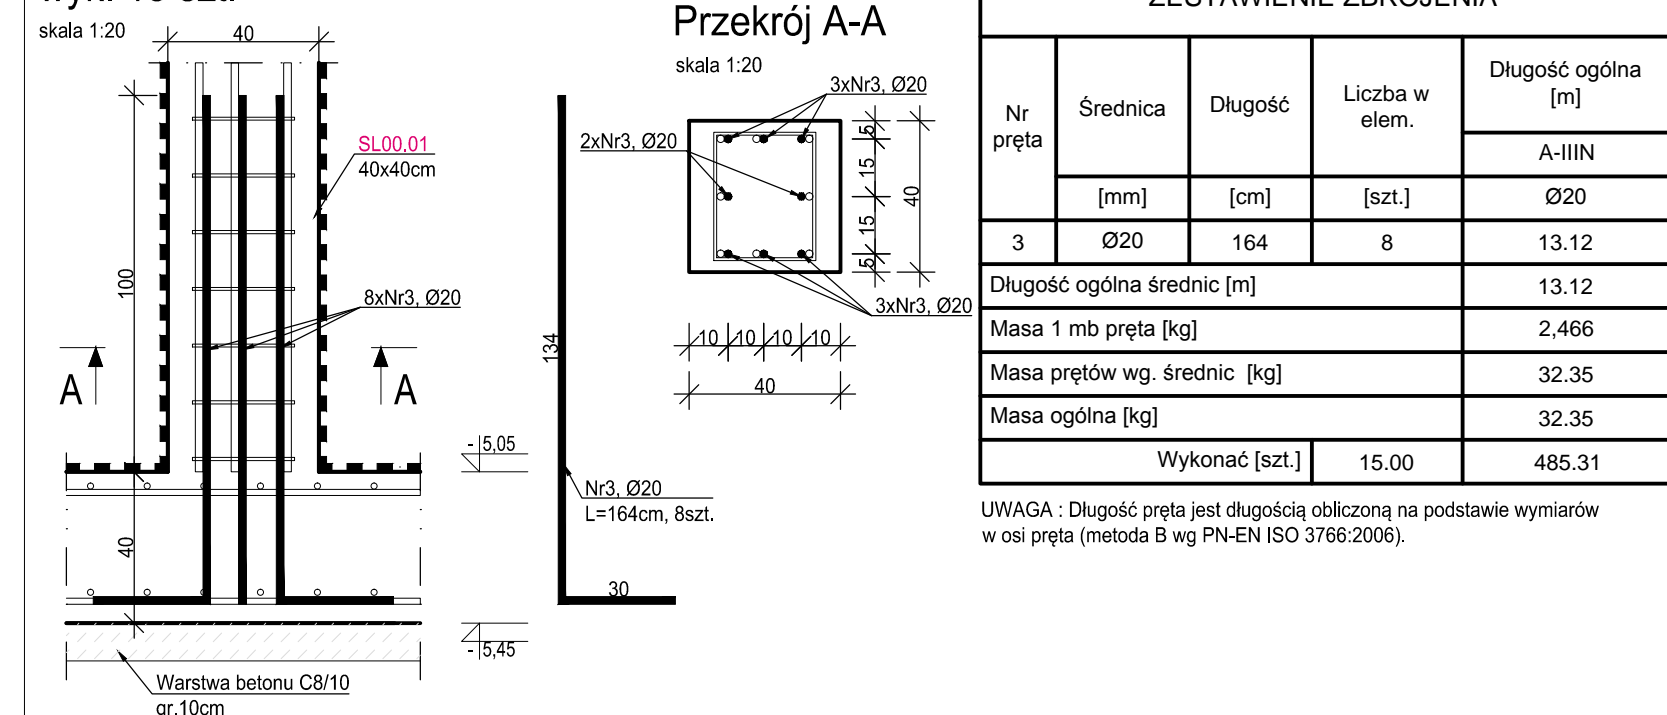 skala 1:20
40
100
40
A
A
SL00.01
40x40cm
8xNr3, Ø20
- 5,05
- 5,45
Warstwa betonu C8/10
gr.10cm
134
30
Nr3, Ø20
L=164cm, 8szt.
Przekrój A-A
skala 1:20
3xNr3, Ø20
2xNr3, Ø20
3xNr3, Ø20
5
15
15
5
40
10 10 10 10
40
ZESTAWIENIE ZBROJENIA
Nr pręta
Średnica
Długość
Liczba w elem.
Długość ogólna [m]
A-IIIN
[mm] [cm] [szt.] Ø20
3 Ø20 164 8 13.12
Długość ogólna średnic [m] 13.12
Masa 1 mb pręta [kg] 2,466
Masa prętów wg. średnic [kg] 32.35
Masa ogólna [kg] 32.35
Wykonać [szt.] 15.00 485.31
UWAGA : Długość pręta jest długością obliczoną na podstawie wymiarów
w osi pręta (metoda B wg PN-EN ISO 3766:2006).